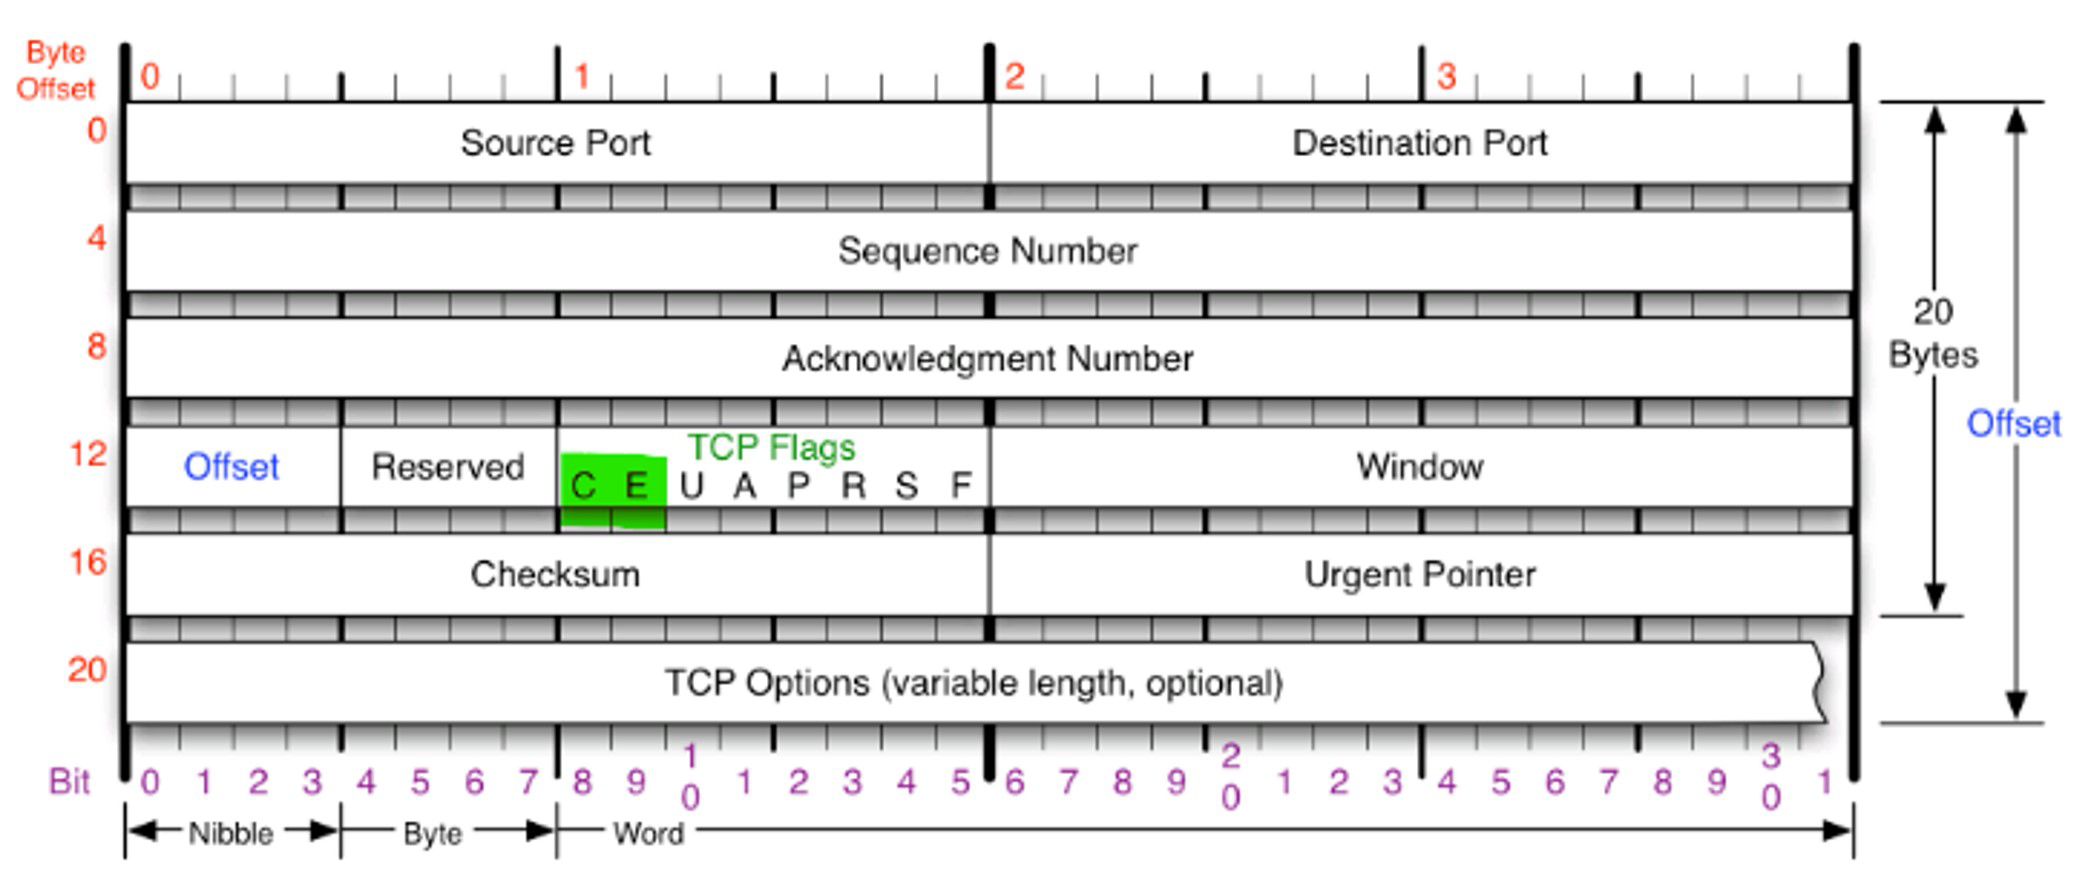 Byte
Offset
0 1 2 3
0 Source Port Destination Port
4 Sequence Number
8 Acknowledgment Number
20
Bytes
Offset
12 Offset Reserved TCP Flags
C E U A P R S F
Window
16 Checksum Urgent Pointer
20 TCP Options (variable length, optional)
Bit 0 1 2 3 4 5 6 7 8 9 10 1 2 3 4 5 6 7 8 9 20 1 2 3 4 5 6 7 8 9 30 1
Nibble Byte Word